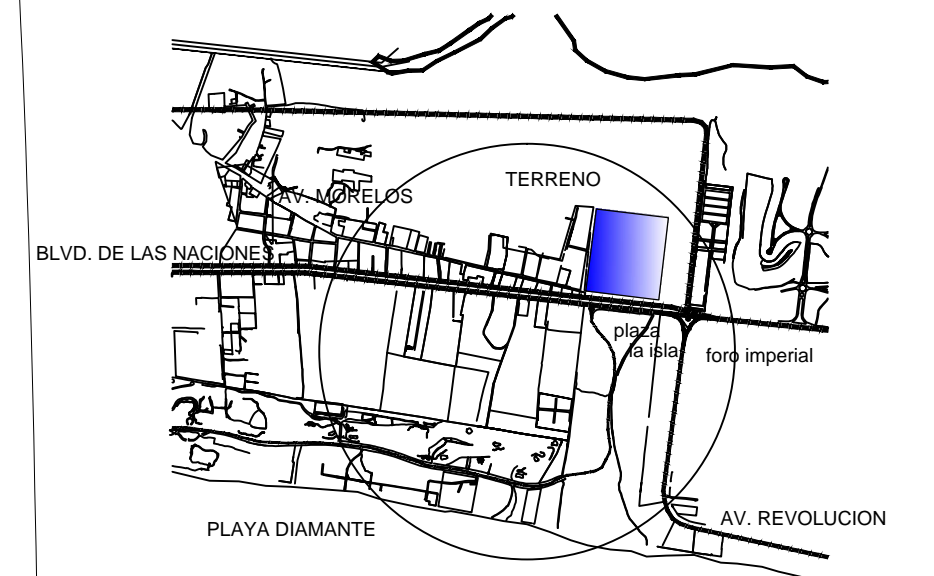 TERRENO
AV. MORELOS
BLVD. DE LAS NACIONES
plaza
la isla
foro imperial
AV. REVOLUCION
PLAYA DIAMANTE